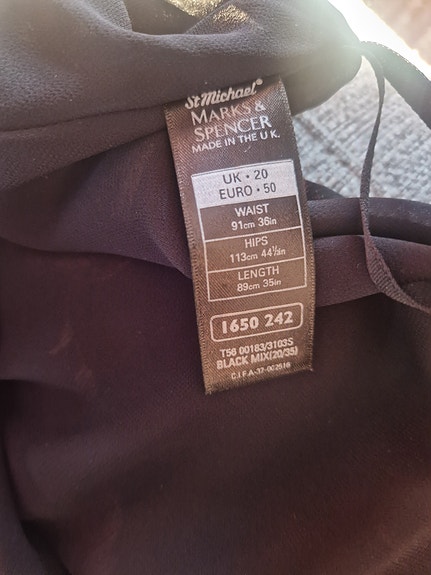 St Michael®
MARKS &
SPENCER
MADE IN THE U.K.
UK • 20
EURO • 50
WAIST
91cm 36in
HIPS
113cm 44½in
LENGTH
89cm 35in
1650 242
T56 00183/3103S
BLACK MIX(20/35)